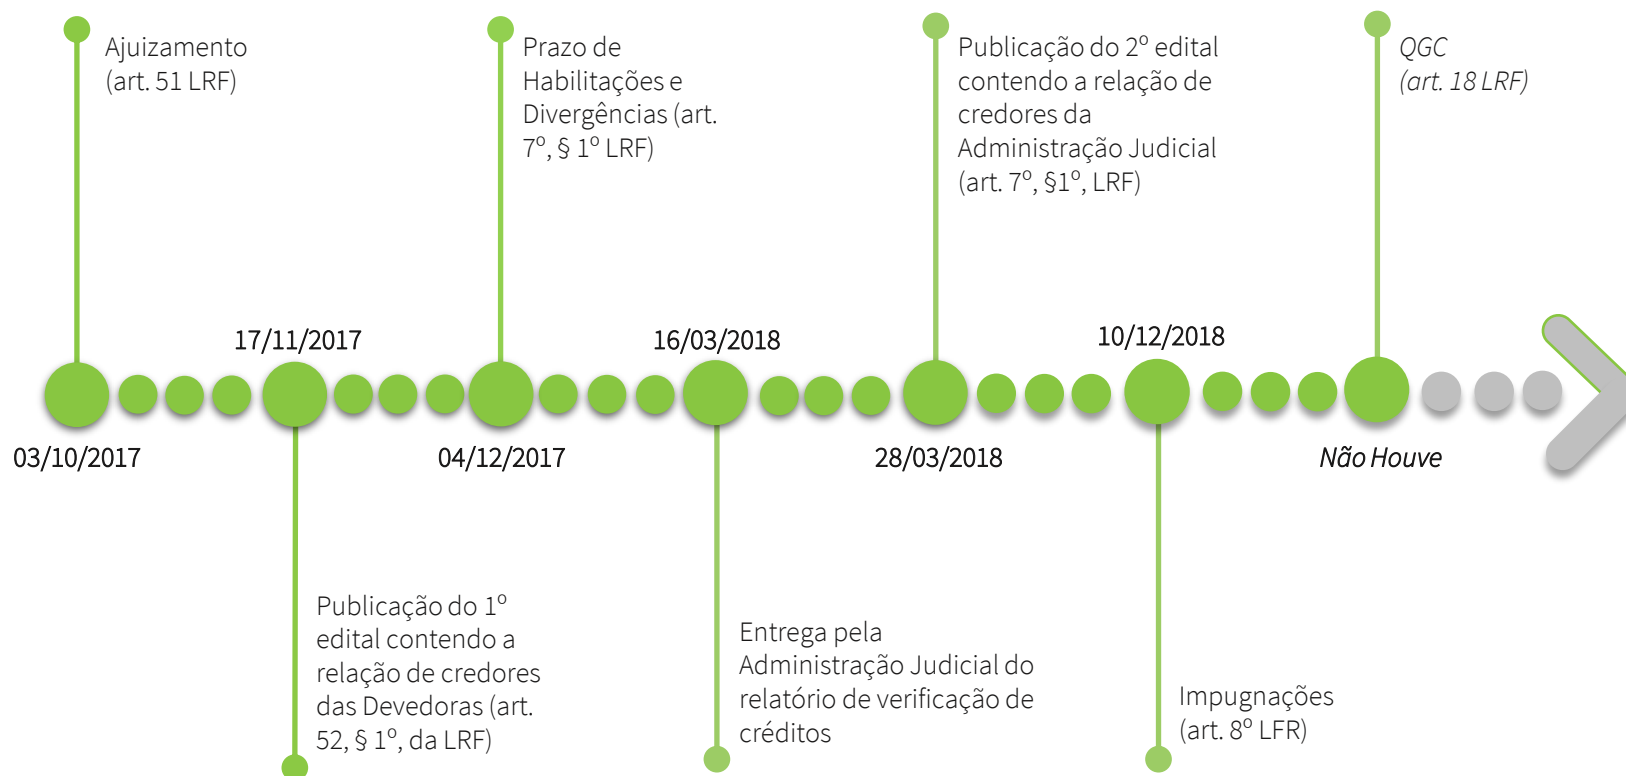 Ajuizamento
(art. 51 LRF)
03/10/2017
17/11/2017
Publicação do 1º
edital contendo a
relação de credores
das Devedoras (art.
52, § 1º, da LRF)
Prazo de
Habilitações e
Divergências (art.
7º, § 1º LRF)
04/12/2017
16/03/2018
Entrega pela
Administração Judicial do
relatório de verificação de
créditos
Publicação do 2º edital
contendo a relação de
credores da
Administração Judicial
(art. 7º, §1º, LRF)
28/03/2018
10/12/2018
Impugnações
(art. 8º LFR)
QGC
(art. 18 LRF)
Não Houve